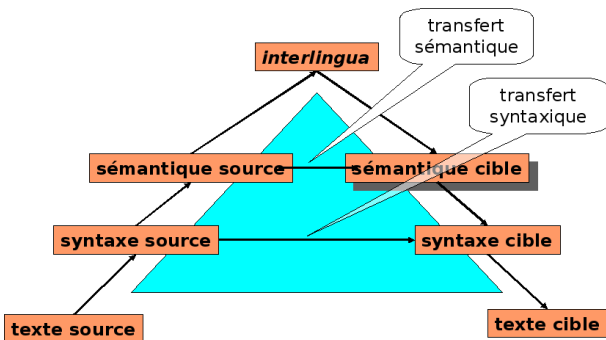 transfert
sémantique
interlingua
transfert
syntaxique
sémantique source
sémantique cible
syntaxe source
syntaxe cible
texte source
texte cible